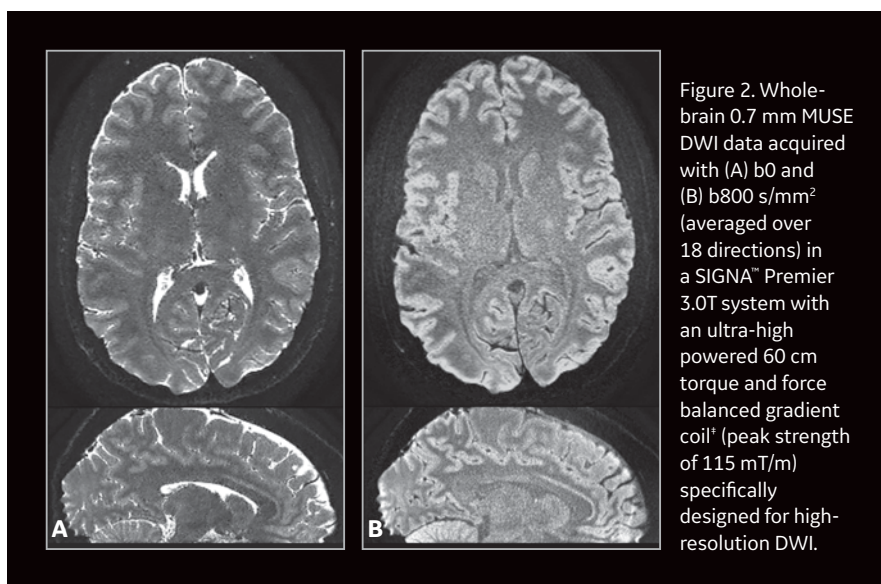 Figure 2. Whole-
brain 0.7 mm MUSE
DWI data acquired
with (A) b0 and
(B) b800 s/mm²
(averaged over
18 directions) in
a SIGNA™ Premier
3.0T system with
an ultra-high
powered 60 cm
torque and force
balanced gradient
coil‡ (peak strength
of 115 mT/m)
specifically
designed for high-
resolution DWI.
A
B